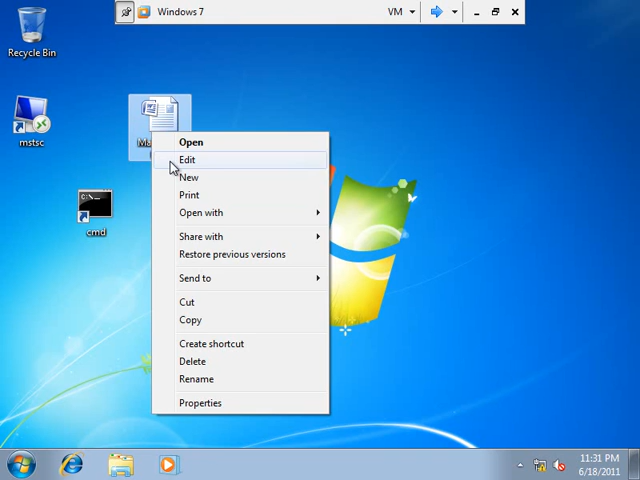 Windows 7
VM
Recycle Bin
mstsc
cmd
Open
Edit
New
Print
Open with
Share with
Restore previous versions
Send to
Cut
Copy
Create shortcut
Delete
Rename
Properties
C:\
11:31 PM
6/18/2011